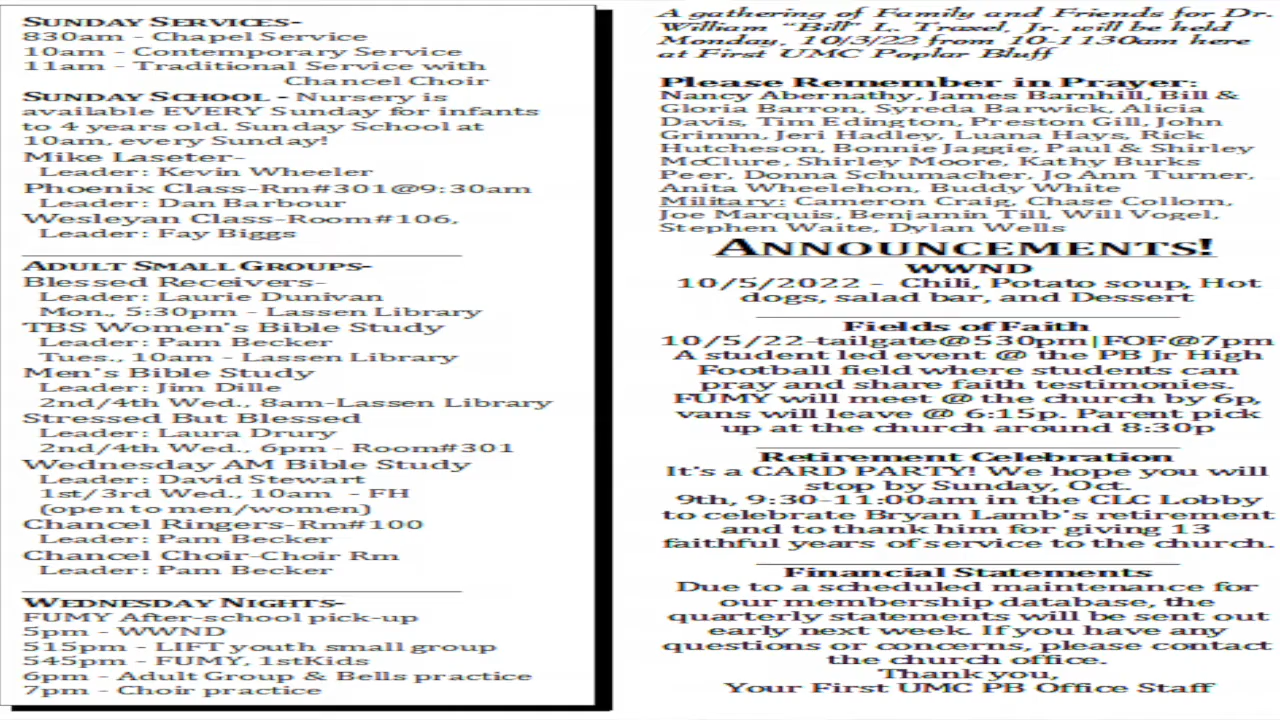 SUNDAY SERVICES-
830am - Chapel Service
10am - Contemporary Service
11am - Traditional Service with
Chancel Choir
SUNDAY SCHOOL - Nursery is
available EVERY Sunday for infants
to 4 years old. Sunday School at
10am, every Sunday!
Mike Laseter-
Leader: Kevin Wheeler
Phoenix Class-Rm#301@9:30am
Leader: Dan Barbour
Wesleyan Class-Room#106,
Leader: Fay Biggs
ADULT SMALL GROUPS-
Blessed Receivers-
Leader: Laurie Dunivan
Mon., 5:30pm - Lassen Library
TBS Women's Bible Study
Leader: Pam Becker
Tues., 10am - Lassen Library
Men's Bible Study
Leader: Jim Dille
2nd/4th Wed., 8am-Lassen Library
Stressed But Blessed
Leader: Laura Drury
2nd/4th Wed., 6pm - Room#301
Wednesday AM Bible Study
Leader: David Stewart
1st/3rd Wed., 10am - FH
(open to men/women)
Chancel Ringers-Rm#100
Leader: Pam Becker
Chancel Choir-Choir Rm
Leader: Pam Becker
WEDNESDAY NIGHTS-
FUMY After-school pick-up
5pm - WWND
515pm - LIFT youth small group
545pm - FUMY, 1stKids
6pm - Adult Group & Bells practice
7pm - Choir practice
A gathering of Family and Friends for Dr.
William "Bill" L. Traxel, Jr. will be held
Monday, 10/3/22 from 10-1130am here
at First UMC Poplar Bluff
Please Remember in Prayer:
Nancy Abernathy, James Barnhill, Bill &
Gloria Barron, Syreda Barwick, Alicia
Davis, Tim Edington, Preston Gill, John
Grimm, Jeri Hadley, Luana Hays, Rick
Hutcheson, Bonnie Jaggie, Paul & Shirley
McClure, Shirley Moore, Kathy Burks
Peer, Donna Schumacher, Jo Ann Turner,
Anita Wheelehon, Buddy White
Military: Cameron Craig, Chase Collom,
Joe Marquis, Benjamin Till, Will Vogel,
Stephen Waite, Dylan Wells
ANNOUNCEMENTS!
WWND
10/5/2022 - Chili, Potato soup, Hot
dogs, salad bar, and Dessert
Fields of Faith
10/5/22-tailgate@530pm|FOF@7pm
A student led event @ the PB Jr High
Football field where students can
pray and share faith testimonies.
FUMY will meet @ the church by 6p,
vans will leave @ 6:15p. Parent pick
up at the church around 8:30p
Retirement Celebration
It's a CARD PARTY! We hope you will
stop by Sunday, Oct.
9th, 9:30-11:00am in the CLC Lobby
to celebrate Bryan Lamb's retirement
and to thank him for giving 13
faithful years of service to the church.
Financial Statements
Due to a scheduled maintenance for
our membership database, the
quarterly statements will be sent out
early next week. If you have any
questions or concerns, please contact
the church office.
Thank you,
Your First UMC PB Office Staff